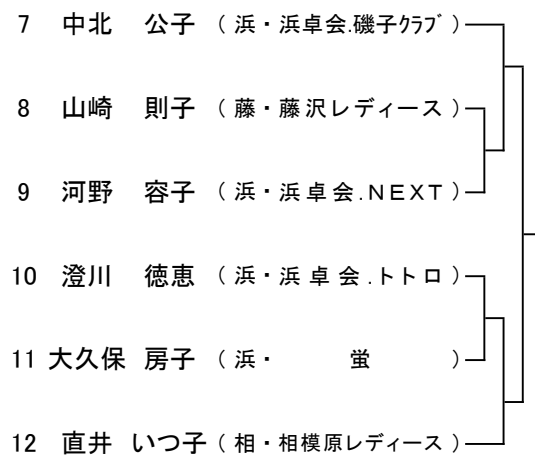 7 中北 公子 （ 浜・浜卓会.磯子ｸﾗﾌﾞ ）
8 山崎 則子 （ 藤・藤沢レディース ）
9 河野 容子 （ 浜・浜卓会.ＮＥＸＴ ）
10 澄川 徳恵 （ 浜・浜卓会.トトロ ）
11 大久保 房子 （ 浜・ 蛍 ）
12 直井 いつ子 （ 相・相模原レディース ）